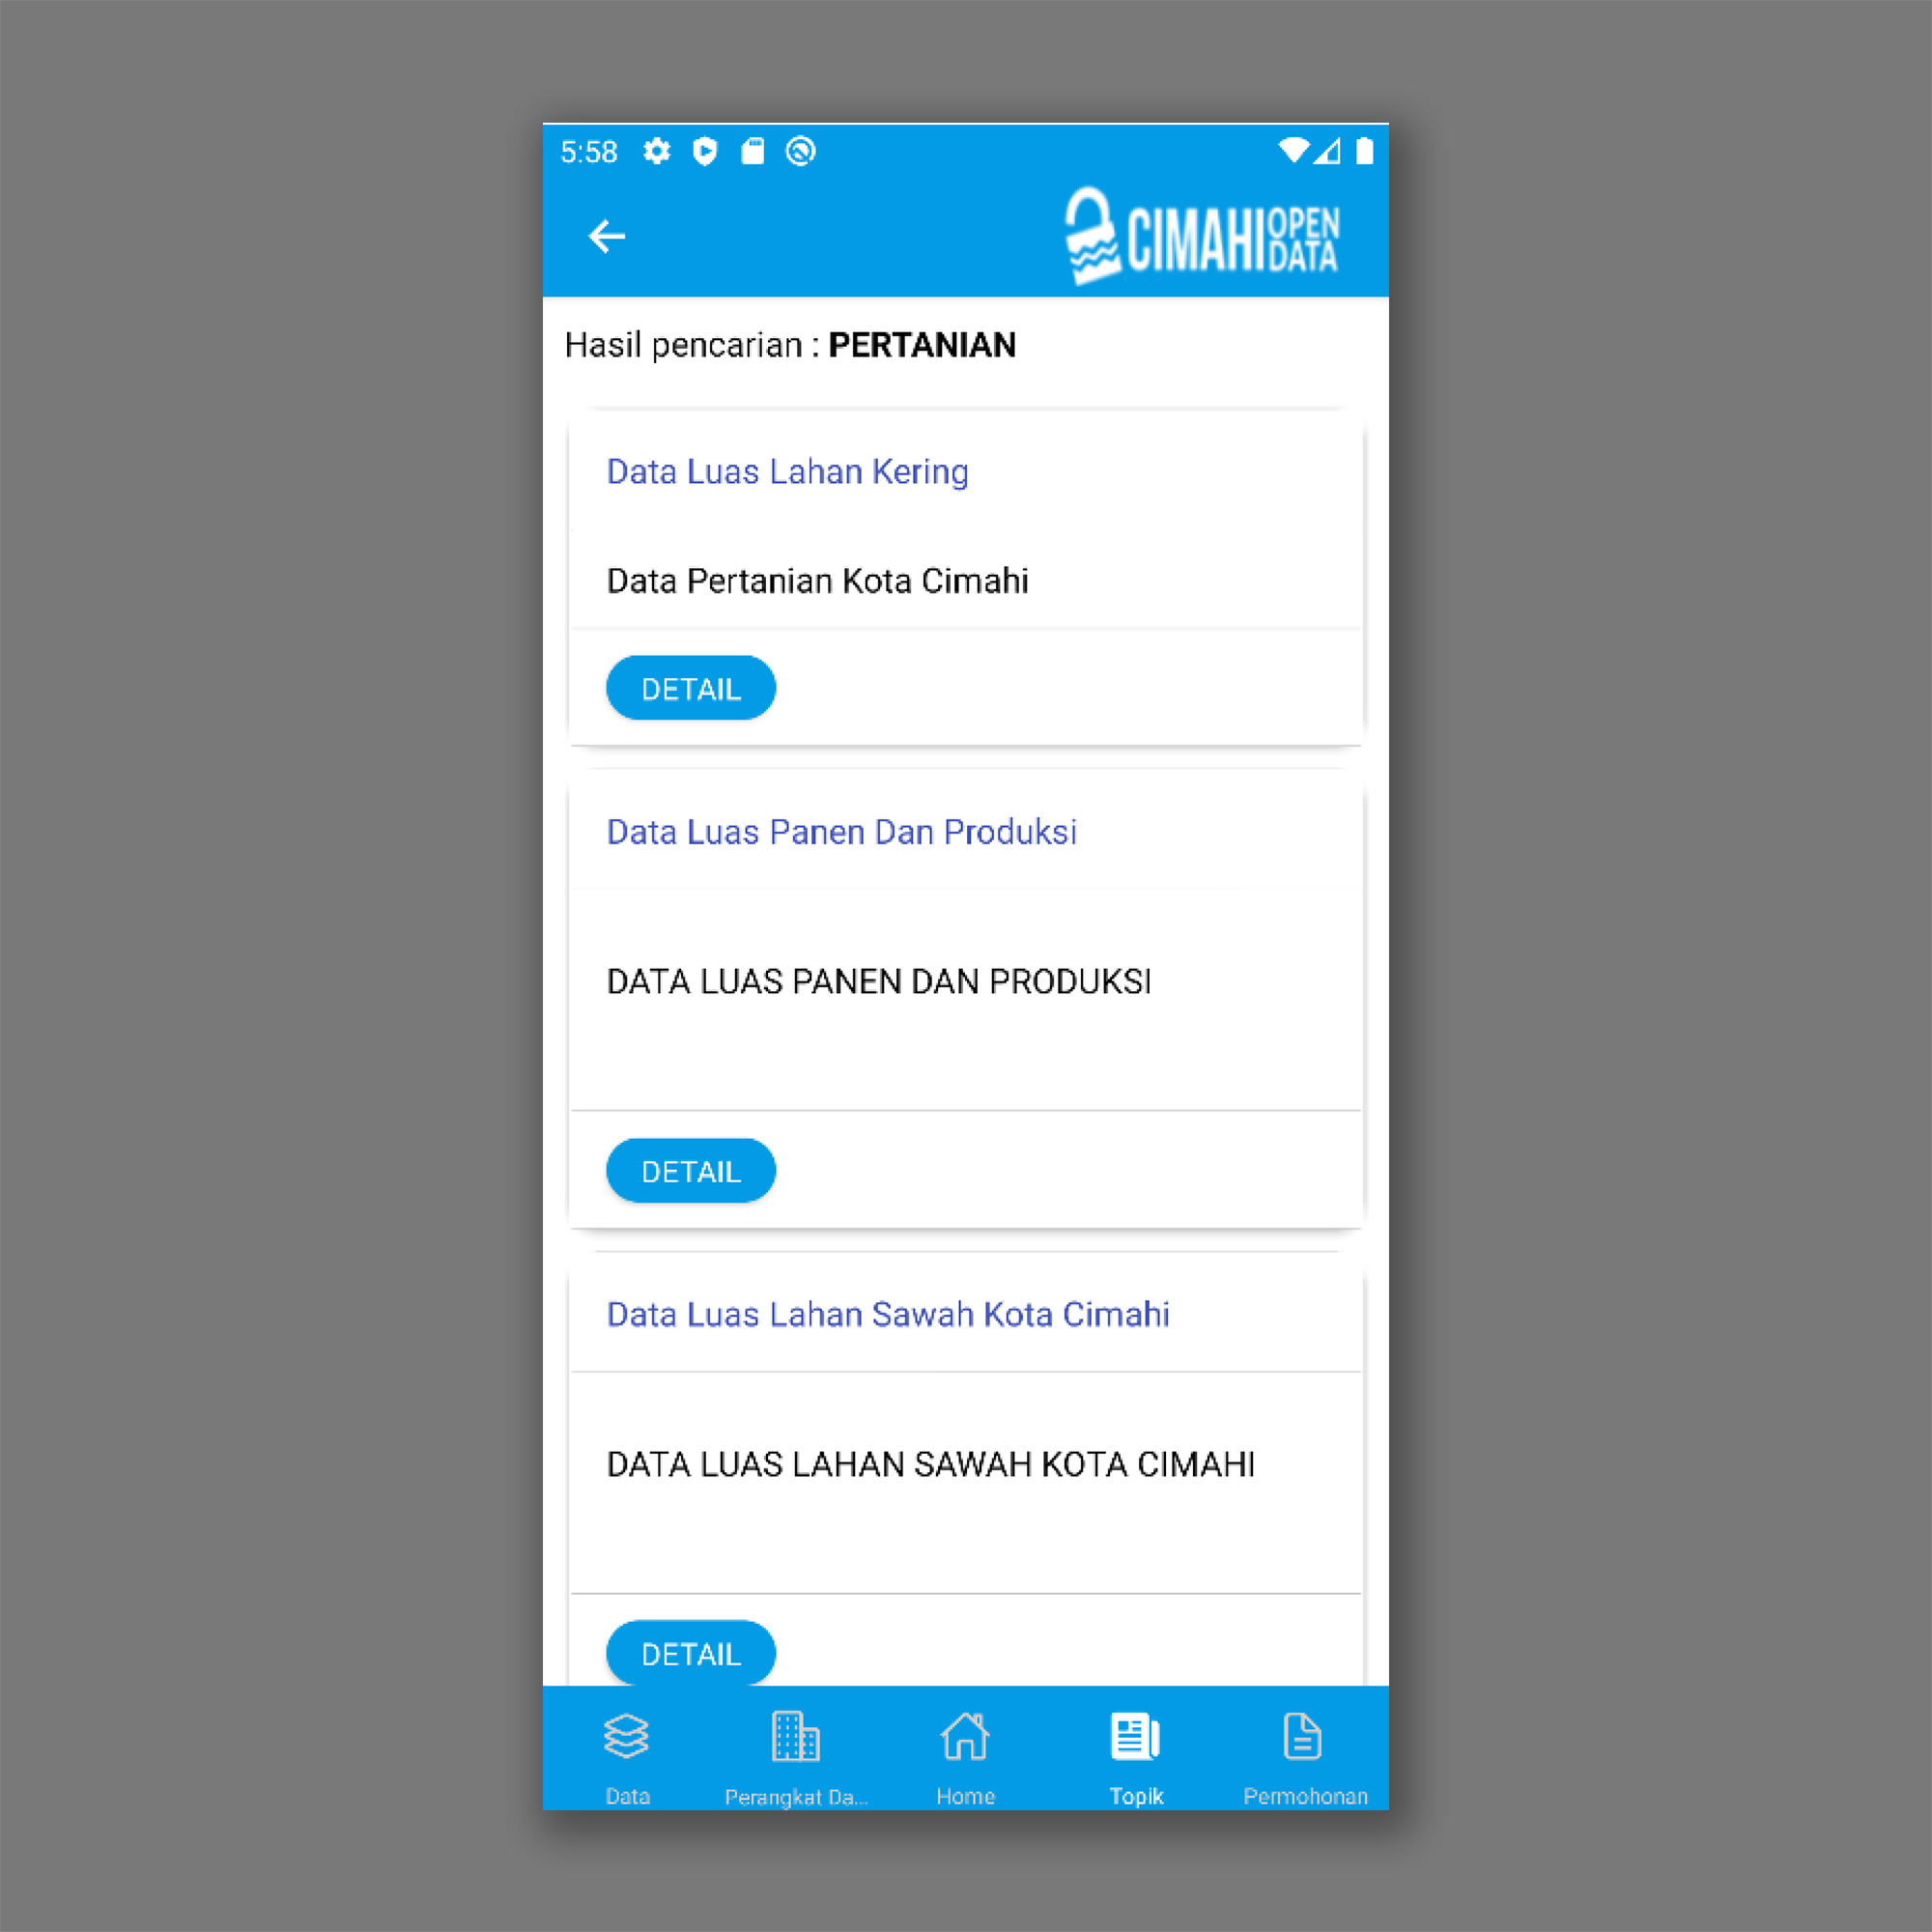 5:58
CIMAHI OPEN DATA
Hasil pencarian : PERTANIAN
Data Luas Lahan Kering
Data Pertanian Kota Cimahi
DETAIL
Data Luas Panen Dan Produksi
DATA LUAS PANEN DAN PRODUKSI
DETAIL
Data Luas Lahan Sawah Kota Cimahi
DATA LUAS LAHAN SAWAH KOTA CIMAHI
DETAIL
Data Perangkat Da... Home Topik Permohonan